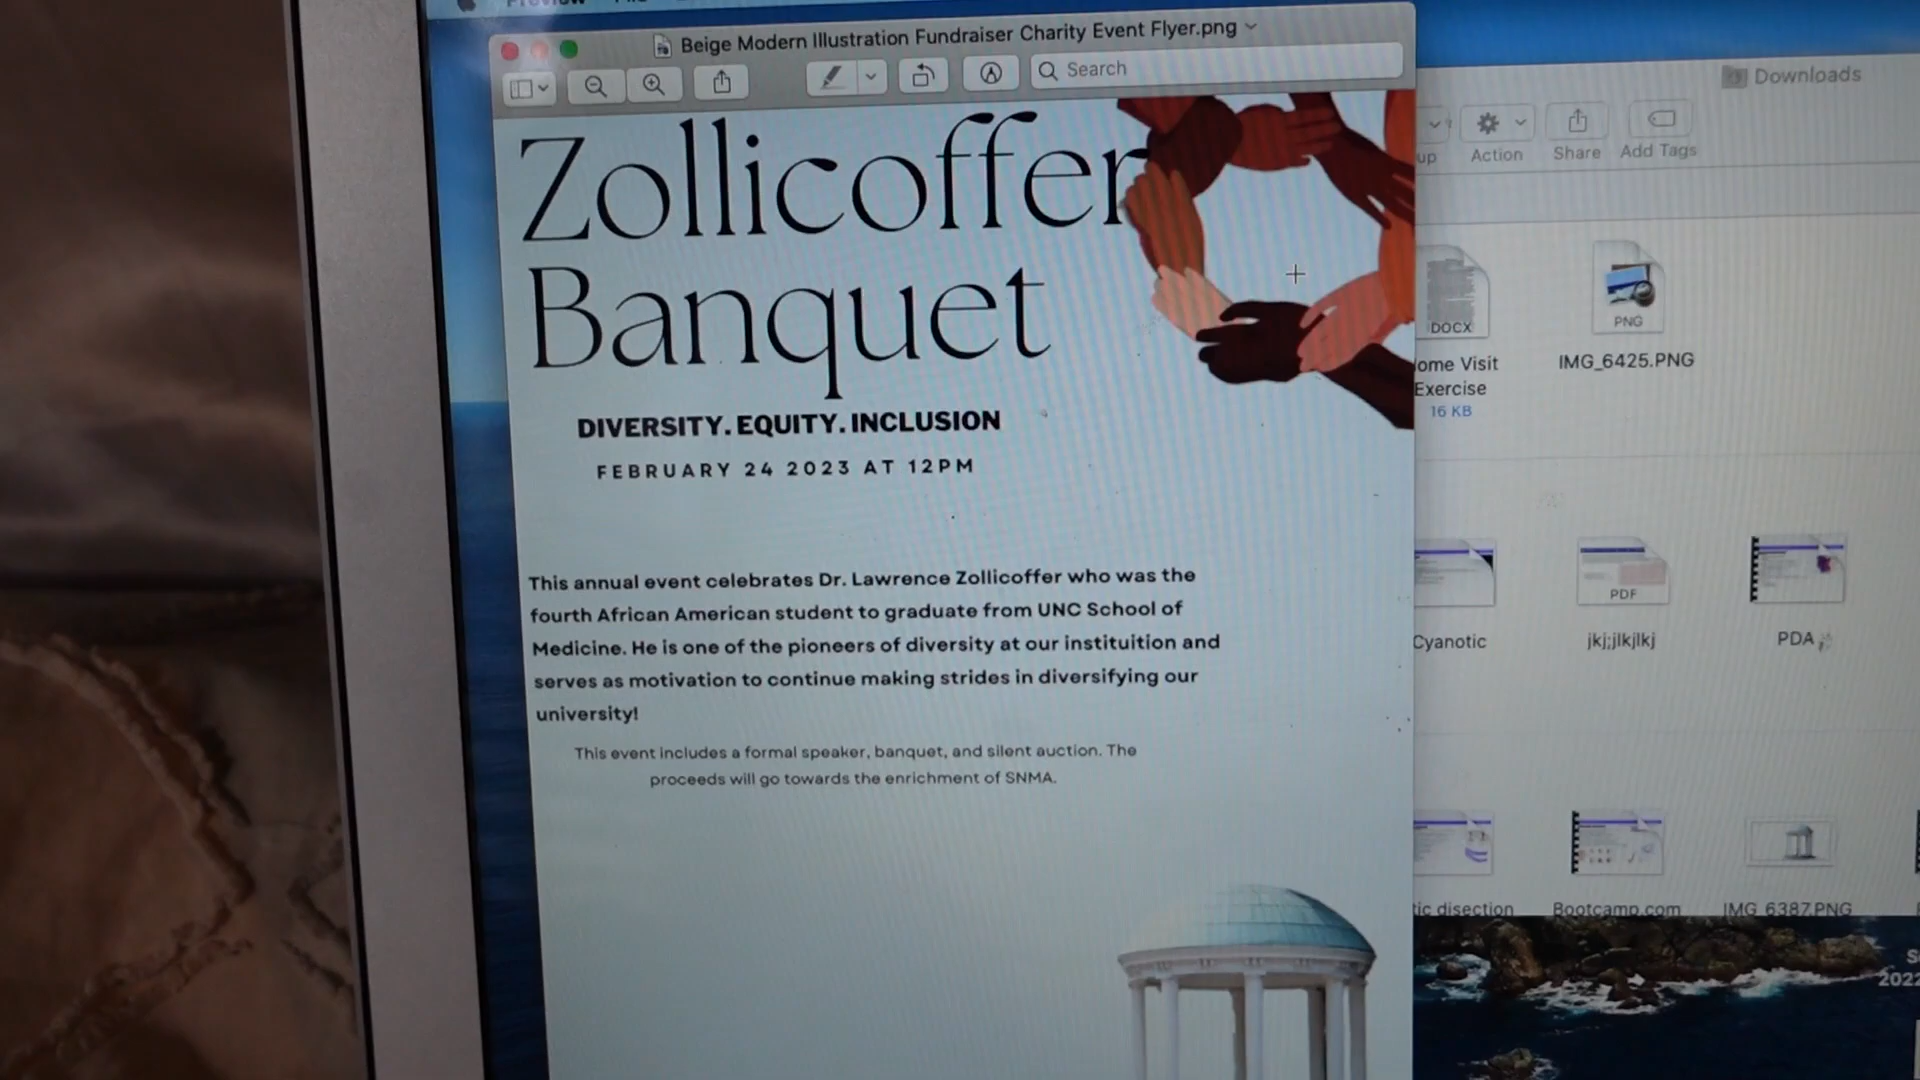 Beige Modern Illustration Fundraiser Charity Event Flyer.png
Search
Zollicoffer
Banquet
DIVERSITY. EQUITY. INCLUSION
FEBRUARY 24 2023 AT 12PM
This annual event celebrates Dr. Lawrence Zollicoffer who was the
fourth African American student to graduate from UNC School of
Medicine. He is one of the pioneers of diversity at our instituition and
serves as motivation to continue making strides in diversifying our
university!
This event includes a formal speaker, banquet, and silent auction. The
proceeds will go towards the enrichment of SNMA.
Downloads
up
Action
Share
Add Tags
DOCX
PNG
ome Visit
Exercise
16 KB
IMG_6425.PNG
PDF
Cyanotic
jkj;jlkjlkj
PDA
tic disection
Bootcamp.com
IMG_6387.PNG
S
2022